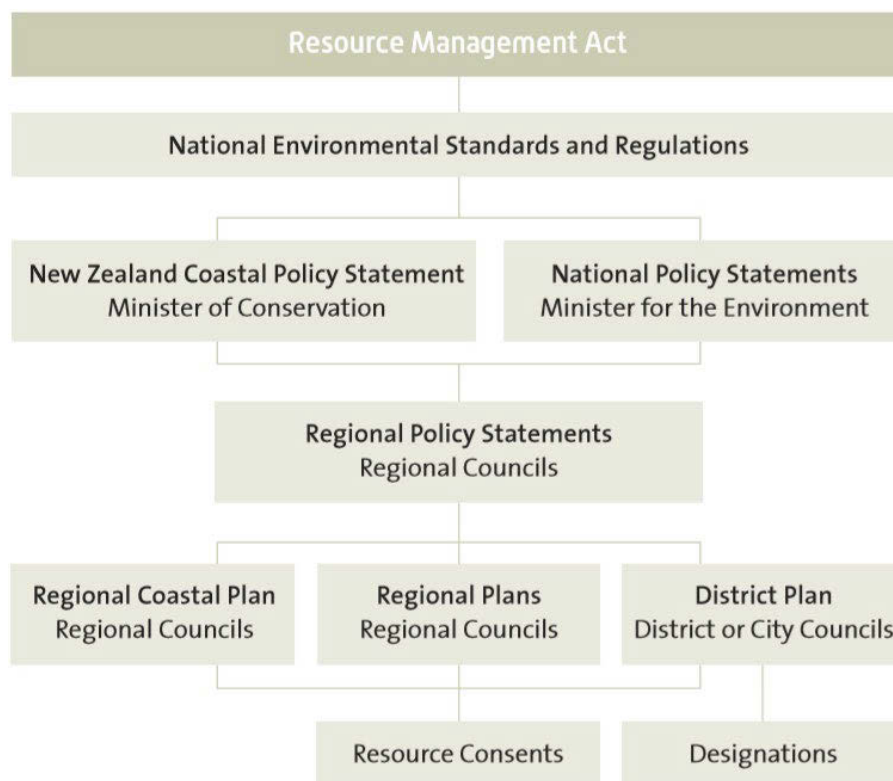 Resource Management Act
National Environmental Standards and Regulations
New Zealand Coastal Policy Statement
Minister of Conservation
National Policy Statements
Minister for the Environment
Regional Policy Statements
Regional Councils
Regional Coastal Plan
Regional Councils
Regional Plans
Regional Councils
District Plan
District or City Councils
Resource Consents
Designations